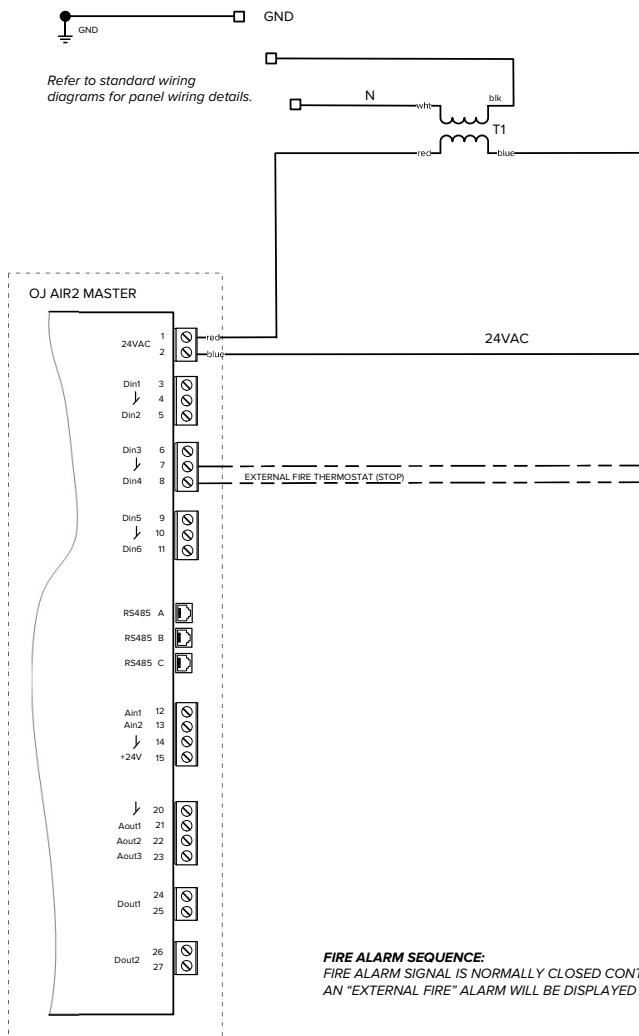 GND
GND
Refer to standard wiring
diagrams for panel wiring details.
blk
N
wht
T1
red
blue
OJ AIR2 MASTER
24VAC
24VAC
1
red
2
blue
Din1 3
4
Din2 5
Din3 6
7
Din4 8
EXTERNAL FIRE THERMOSTAT (STOP)
Din5 9
10
Din6 11
RS485 A
RS485 B
RS485 C
Ain1 12
Ain2 13
14
+24V 15
20
Aout1 21
Aout2 22
Aout3 23
Dout1
24
25
Dout2
26
27
FIRE ALARM SEQUENCE:
FIRE ALARM SIGNAL IS NORMALLY CLOSED CONT
AN "EXTERNAL FIRE" ALARM WILL BE DISPLAYED